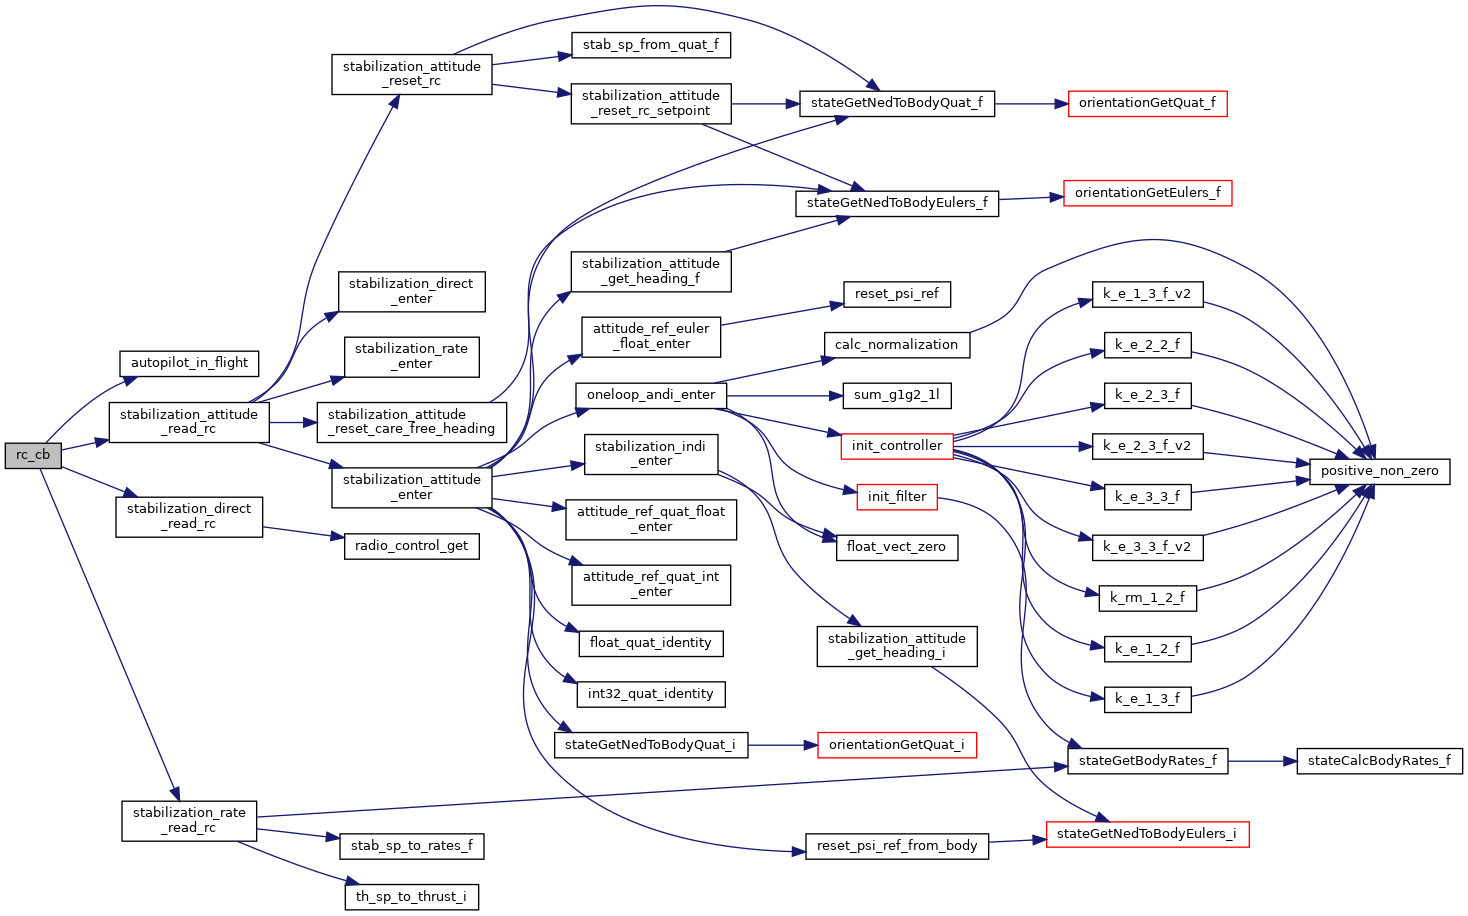 rc_cb
autopilot_in_flight
stabilization_attitude
_read_rc
stabilization_direct
_read_rc
stabilization_rate
_read_rc
stabilization_attitude
_reset_rc
stabilization_direct
_enter
stabilization_rate
_enter
stabilization_attitude
_reset_care_free_heading
stabilization_attitude
_enter
radio_control_get
stab_sp_to_rates_f
th_sp_to_thrust_i
stab_sp_from_quat_f
stabilization_attitude
_reset_rc_setpoint
stabilization_attitude
_get_heading_f
attitude_ref_euler
_float_enter
oneloop_andi_enter
stabilization_indi
_enter
attitude_ref_quat_float
_enter
attitude_ref_quat_int
_enter
float_quat_identity
int32_quat_identity
stateGetNedToBodyQuat_i
stateGetNedToBodyQuat_f
stateGetNedToBodyEulers_f
reset_psi_ref
calc_normalization
sum_g1g2_1l
init_controller
init_filter
float_vect_zero
stabilization_attitude
_get_heading_i
orientationGetQuat_i
reset_psi_ref_from_body
orientationGetQuat_f
orientationGetEulers_f
k_e_1_3_f_v2
k_e_2_2_f
k_e_2_3_f
k_e_2_3_f_v2
k_e_3_3_f
k_e_3_3_f_v2
k_rm_1_2_f
k_e_1_2_f
k_e_1_3_f
stateGetBodyRates_f
stateGetNedToBodyEulers_i
positive_non_zero
stateCalcBodyRates_f